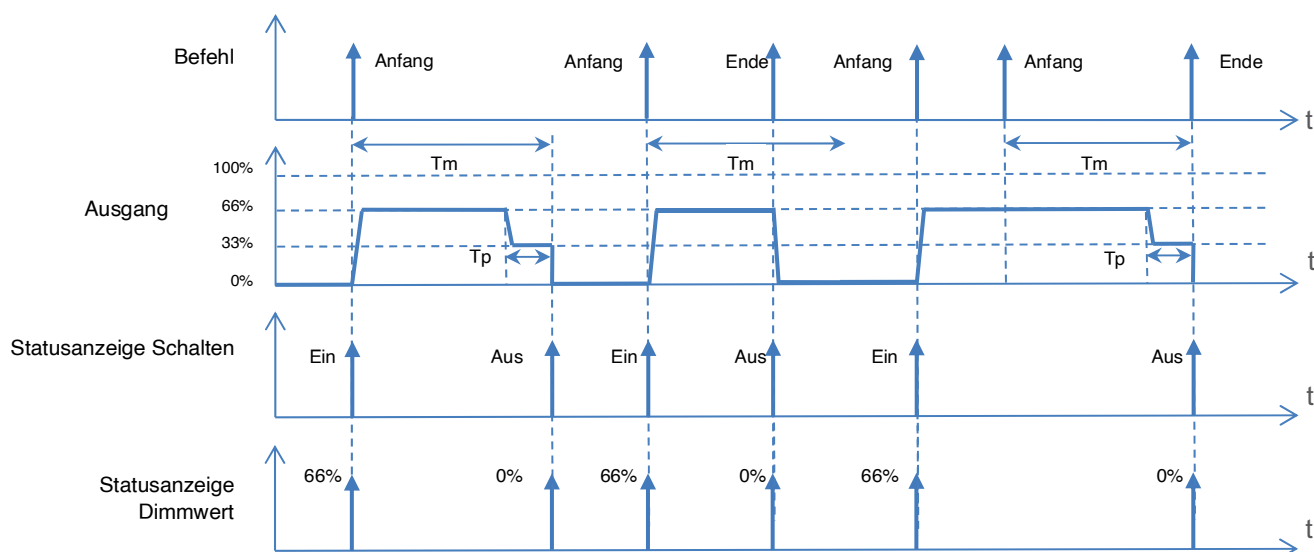 Befehl Anfang Anfang Ende Anfang Anfang Ende
t
Tm Tm Tm
100%
Ausgang
66%
33%
Tp Tp
0%
t
Statusanzeige Schalten Ein Aus Ein Aus Ein Aus
t
66% 0% 66% 0% 66% 0%
Statusanzeige
Dimmwert
t